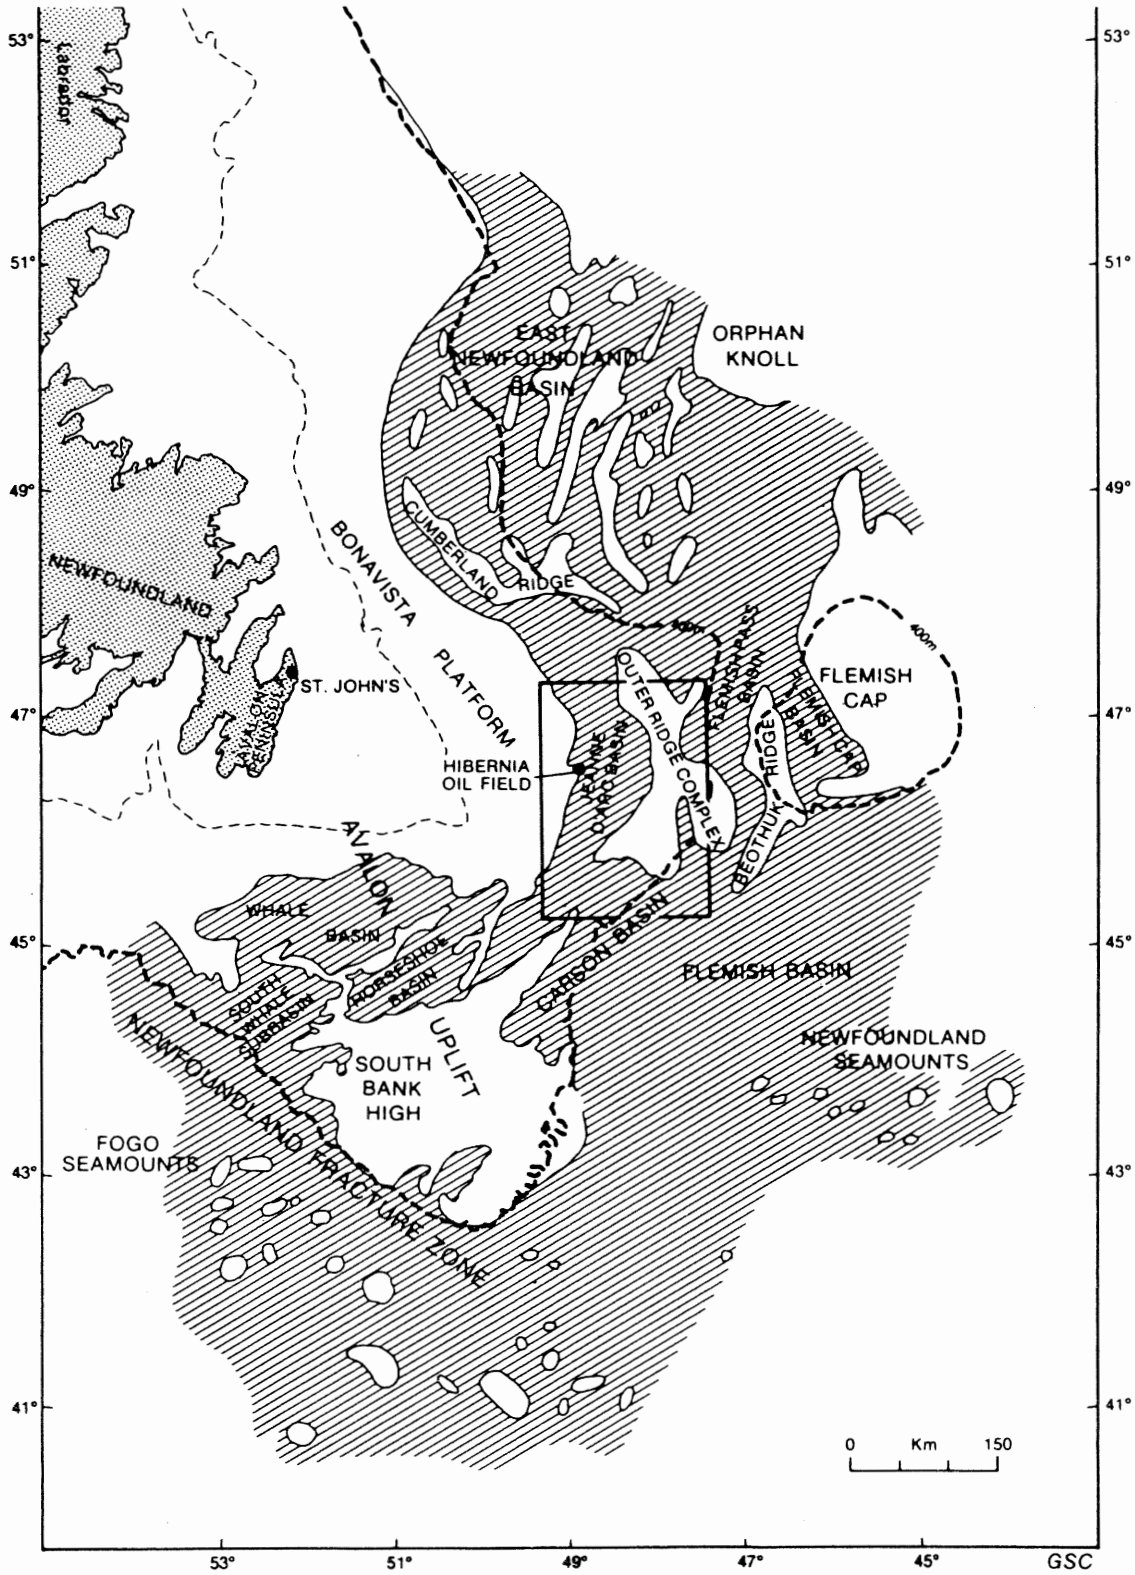 53°
53°
Labrador
51°
51°
EAST
NEWFOUNDLAND
BASIN
ORPHAN
KNOLL
49°
49°
CUMBERLAND
RIDGE
BONAVISTA
PLATFORM
NEWFOUNDLAND
400m
400m
FLEMISH PASS
BASIN
FLEMISH CAP
BASIN
FLEMISH
CAP
AVALON
PENINSULA
ST. JOHN'S
47°
47°
OUTER RIDGE COMPLEX
HIBERNIA
OIL FIELD
JEANNE
D'ARC BASIN
BEOTHUK RIDGE
AVALON
UPLIFT
WHALE
BASIN
45°
45°
HORSESHOE
BASIN
CARSON BASIN
FLEMISH BASIN
SOUTH
WHALE
SUBBASIN
NEWFOUNDLAND
SEAMOUNTS
NEWFOUNDLAND FRACTURE ZONE
SOUTH
BANK
HIGH
FOGO
SEAMOUNTS
43°
43°
41°
41°
0 Km 150
53° 51° 49° 47° 45°
GSC